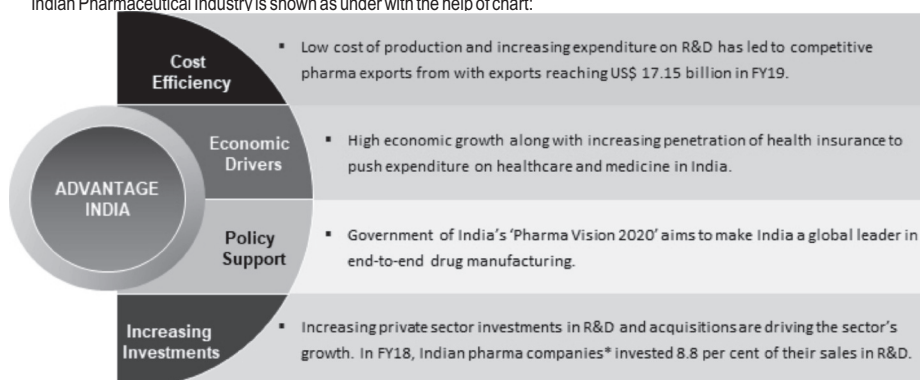 Indian Pharmaceutical Industry is shown as under with the help of chart:
ADVANTAGE
INDIA
Cost
Efficiency
▪ Low cost of production and increasing expenditure on R&D has led to competitive
pharma exports from with exports reaching US$ 17.15 billion in FY19.
Economic
Drivers
▪ High economic growth along with increasing penetration of health insurance to
push expenditure on healthcare and medicine in India.
Policy
Support
▪ Government of India's 'Pharma Vision 2020' aims to make India a global leader in
end-to-end drug manufacturing.
Increasing
Investments
▪ Increasing private sector investments in R&D and acquisitions are driving the sector's
growth. In FY18, Indian pharma companies* invested 8.8 per cent of their sales in R&D.